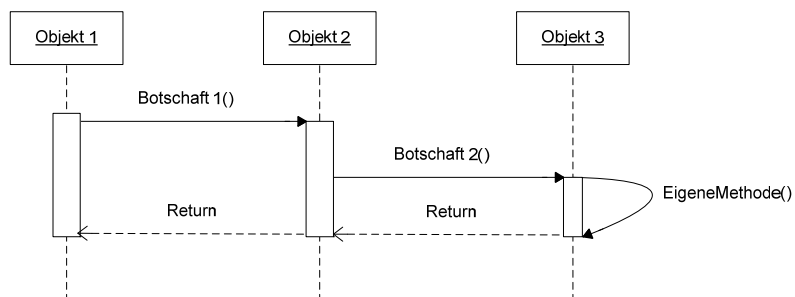 Objekt 1
Objekt 2
Objekt 3
Botschaft 1()
Botschaft 2()
EigeneMethode()
Return
Return